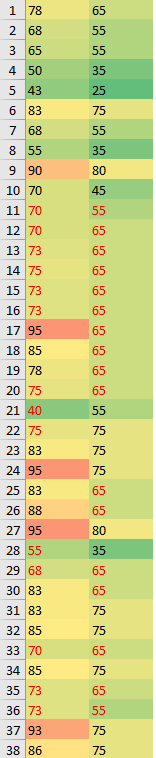 1 78 65
2 68 55
3 65 55
4 50 35
5 43 25
6 83 75
7 68 55
8 55 35
9 90 80
10 70 45
11 70 55
12 70 65
13 73 65
14 75 65
15 73 65
16 73 65
17 95 65
18 85 65
19 78 65
20 75 65
21 40 55
22 75 75
23 83 75
24 95 75
25 83 65
26 88 65
27 95 80
28 55 35
29 68 65
30 83 65
31 83 75
32 85 75
33 70 65
34 85 75
35 73 65
36 73 55
37 93 75
38 86 75